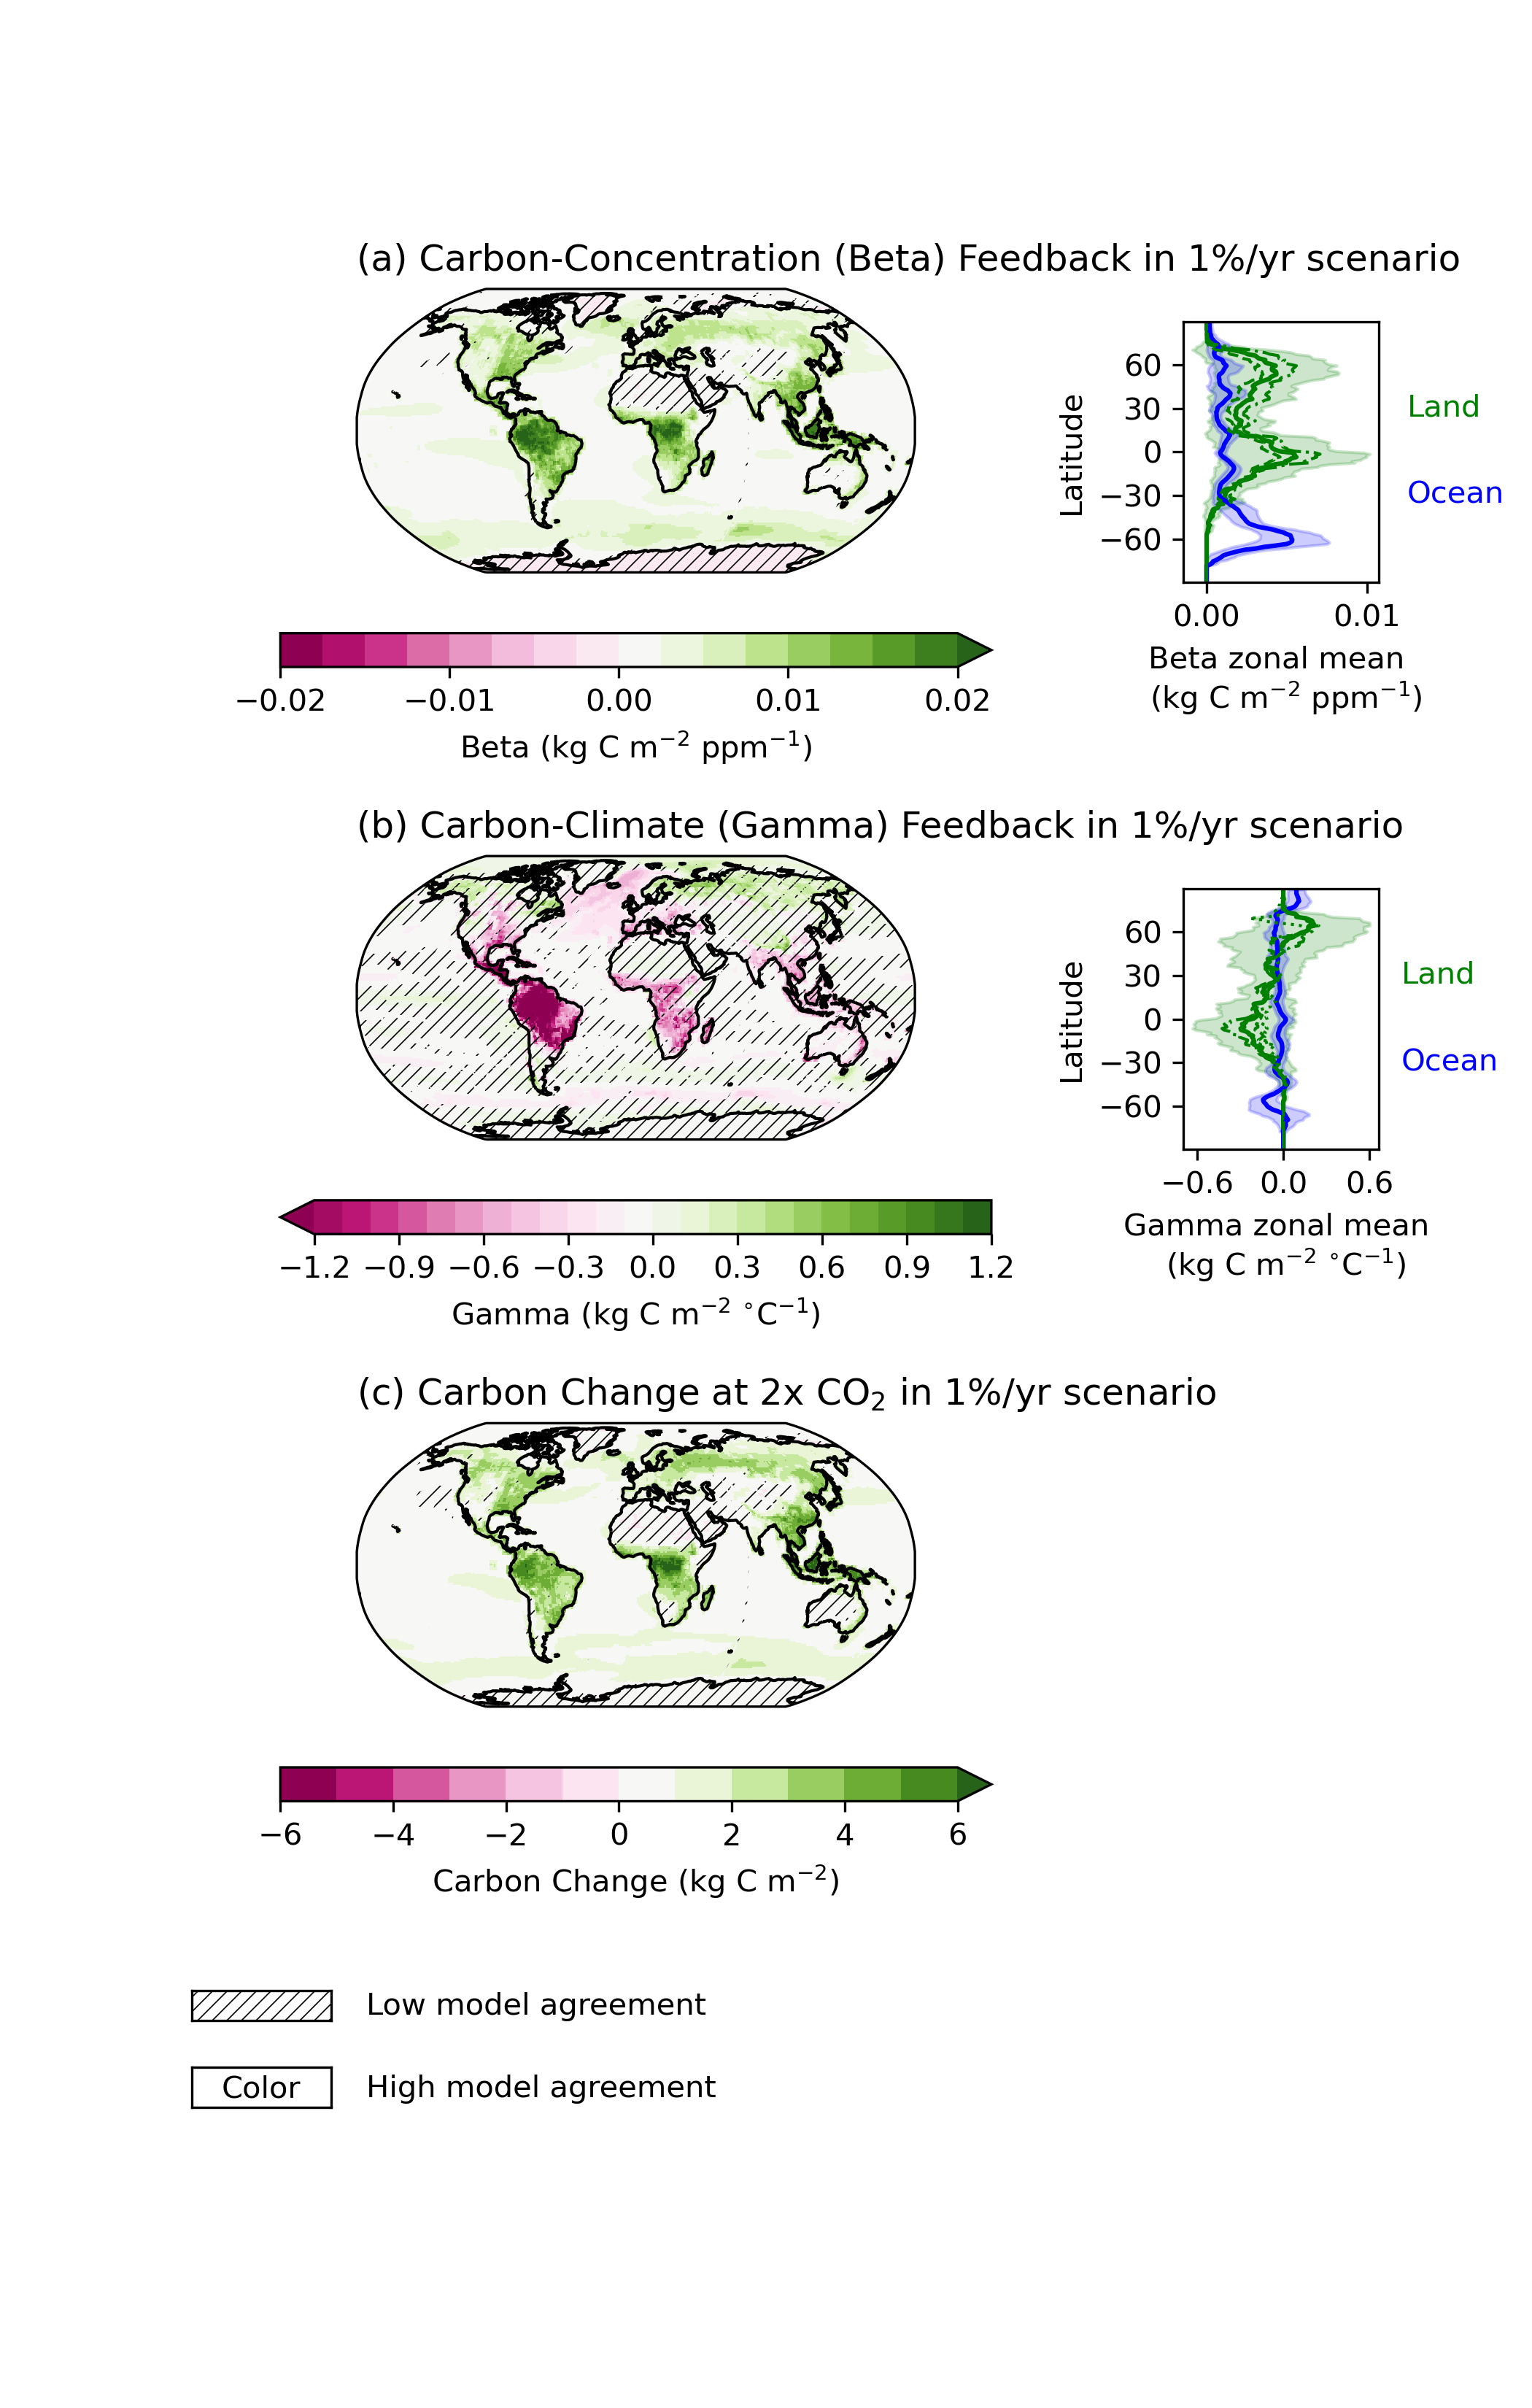 (a) Carbon-Concentration (Beta) Feedback in 1%/yr scenario
60
30
0
−30
−60
Latitude
Land
Ocean
0.00 0.01
Beta zonal mean
(kg C m⁻² ppm⁻¹)
−0.02 −0.01 0.00 0.01 0.02
Beta (kg C m⁻² ppm⁻¹)
(b) Carbon-Climate (Gamma) Feedback in 1%/yr scenario
60
30
0
−30
−60
Latitude
Land
Ocean
−0.6 0.0 0.6
Gamma zonal mean
(kg C m⁻² °C⁻¹)
−1.2 −0.9 −0.6 −0.3 0.0 0.3 0.6 0.9 1.2
Gamma (kg C m⁻² °C⁻¹)
(c) Carbon Change at 2x CO₂ in 1%/yr scenario
−6 −4 −2 0 2 4 6
Carbon Change (kg C m⁻²)
Low model agreement
Color High model agreement